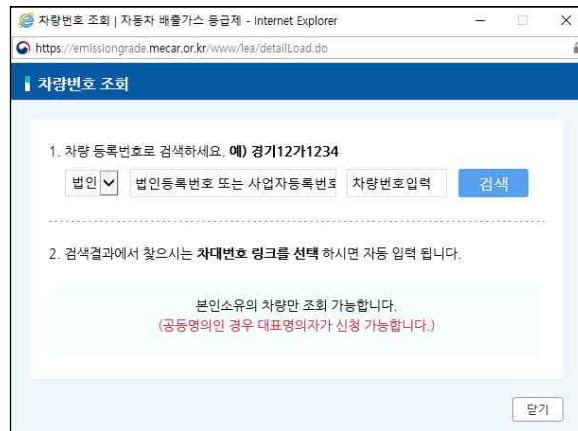 차량번호 조회 | 자동차 배출가스 등급제 - Internet Explorer
https://emissiongrade.mecar.or.kr/www/lea/detailLoad.do
차량번호 조회
1. 차량 등록번호로 검색하세요. 예) 경기12가1234
법인 법인등록번호 또는 사업자등록번호 차량번호입력 검색
2. 검색결과에서 찾으시는 차대번호 링크를 선택 하시면 자동 입력 됩니다.
본인소유의 차량만 조회 가능합니다.
(공동명의인 경우 대표명의자가 신청 가능합니다.)
닫기